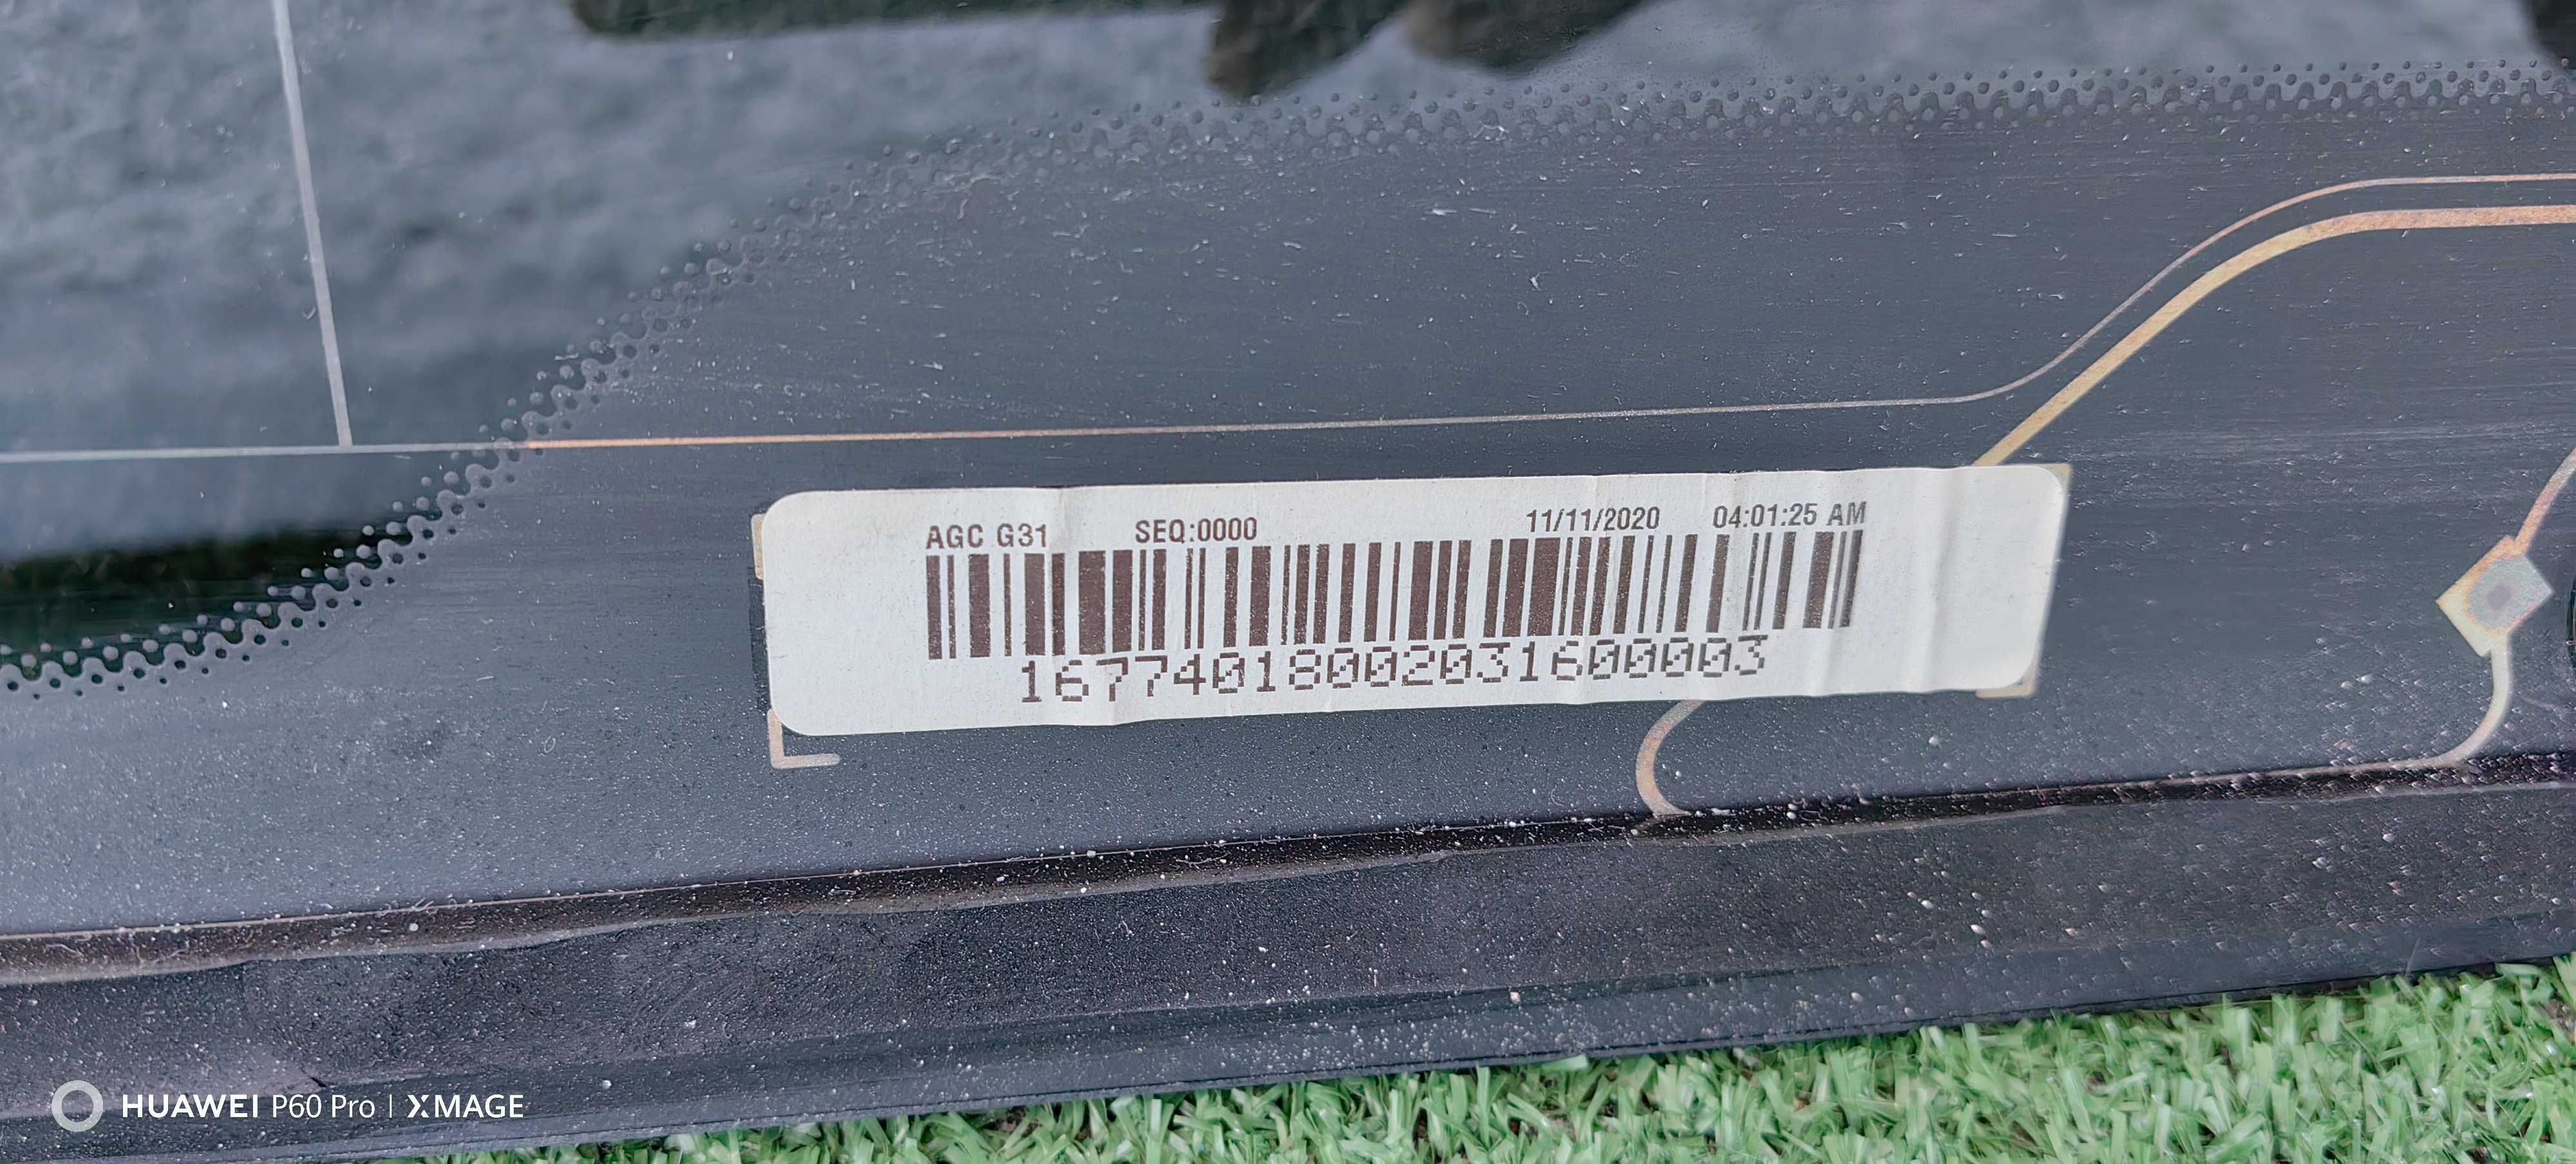 AGC G31 SEQ:0000 11/11/2020 04:01:25 AM
16774018002031600003
HUAWEI P60 Pro | XMAGE